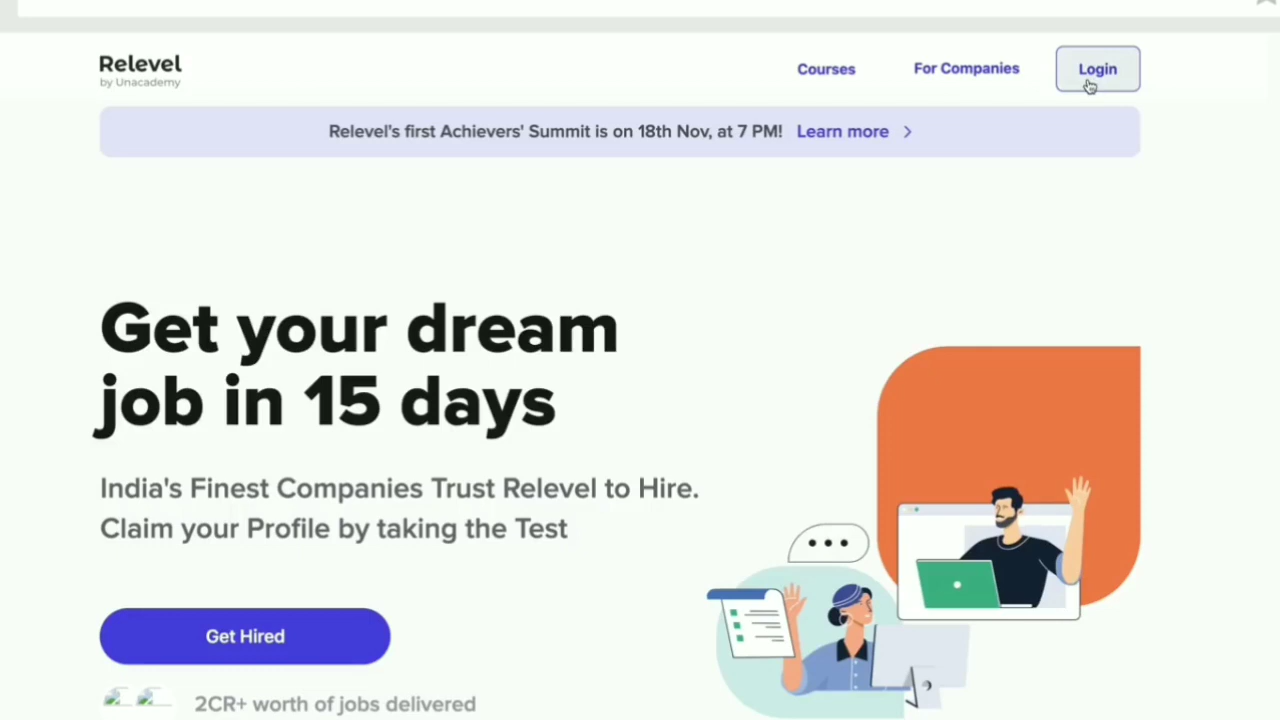 Relevel
by Unacademy
Courses
For Companies
Login
Relevel's first Achievers' Summit is on 18th Nov, at 7 PM! Learn more
Get your dream
job in 15 days
India's Finest Companies Trust Relevel to Hire.
Claim your Profile by taking the Test
Get Hired
2CR+ worth of jobs delivered